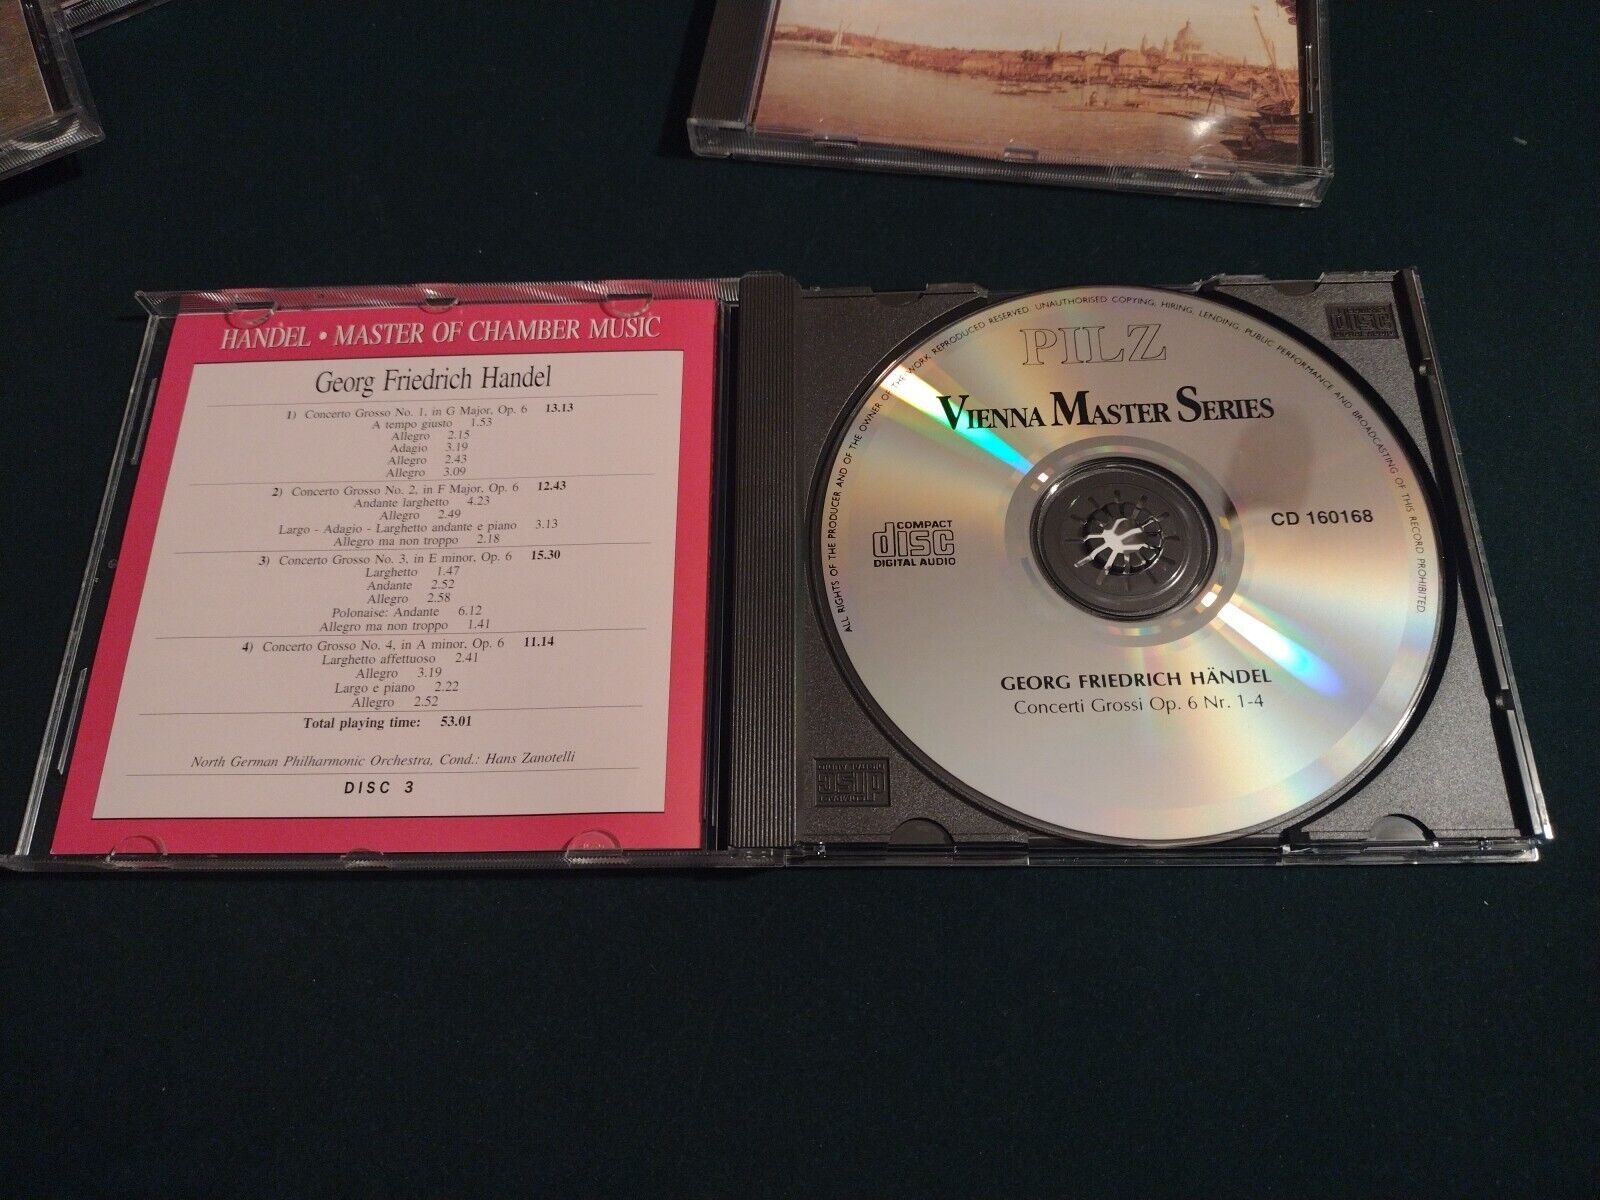 HANDEL • MASTER OF CHAMBER MUSIC
Georg Friedrich Handel
1) Concerto Grosso No. 1, in G Major, Op. 6 13.13
A tempo giusto 1.53
Allegro 2.15
Adagio 3.19
Allegro 2.43
Allegro 3.09
2) Concerto Grosso No. 2, in F Major, Op. 6 12.43
Andante larghetto 4.23
Allegro 2.49
Largo - Adagio - Larghetto andante e piano 3.13
Allegro ma non troppo 2.18
3) Concerto Grosso No. 3, in E minor, Op. 6 15.30
Larghetto 1.47
Andante 2.52
Allegro 2.58
Polonaise: Andante 6.12
Allegro ma non troppo 1.41
4) Concerto Grosso No. 4, in A minor, Op. 6 11.14
Larghetto affettuoso 2.41
Allegro 3.19
Largo e piano 2.22
Allegro 2.52
Total playing time: 53.01
North German Philharmonic Orchestra, Cond.: Hans Zanotelli
DISC 3
ALL RIGHTS OF THE PRODUCER AND OF THE OWNER OF THE WORK REPRODUCED RESERVED. UNAUTHORISED COPYING, HIRING, LENDING, PUBLIC PERFORMANCE AND BROADCASTING OF THIS RECORD PROHIBITED.
PILZ
VIENNA MASTER SERIES
COMPACT
disc
DIGITAL AUDIO
CD 160168
GEORG FRIEDRICH HÄNDEL
Concerti Grossi Op. 6 Nr. 1-4
COMPACT
disc
DIGITAL AUDIO
COMPACT
disc
DIGITAL AUDIO